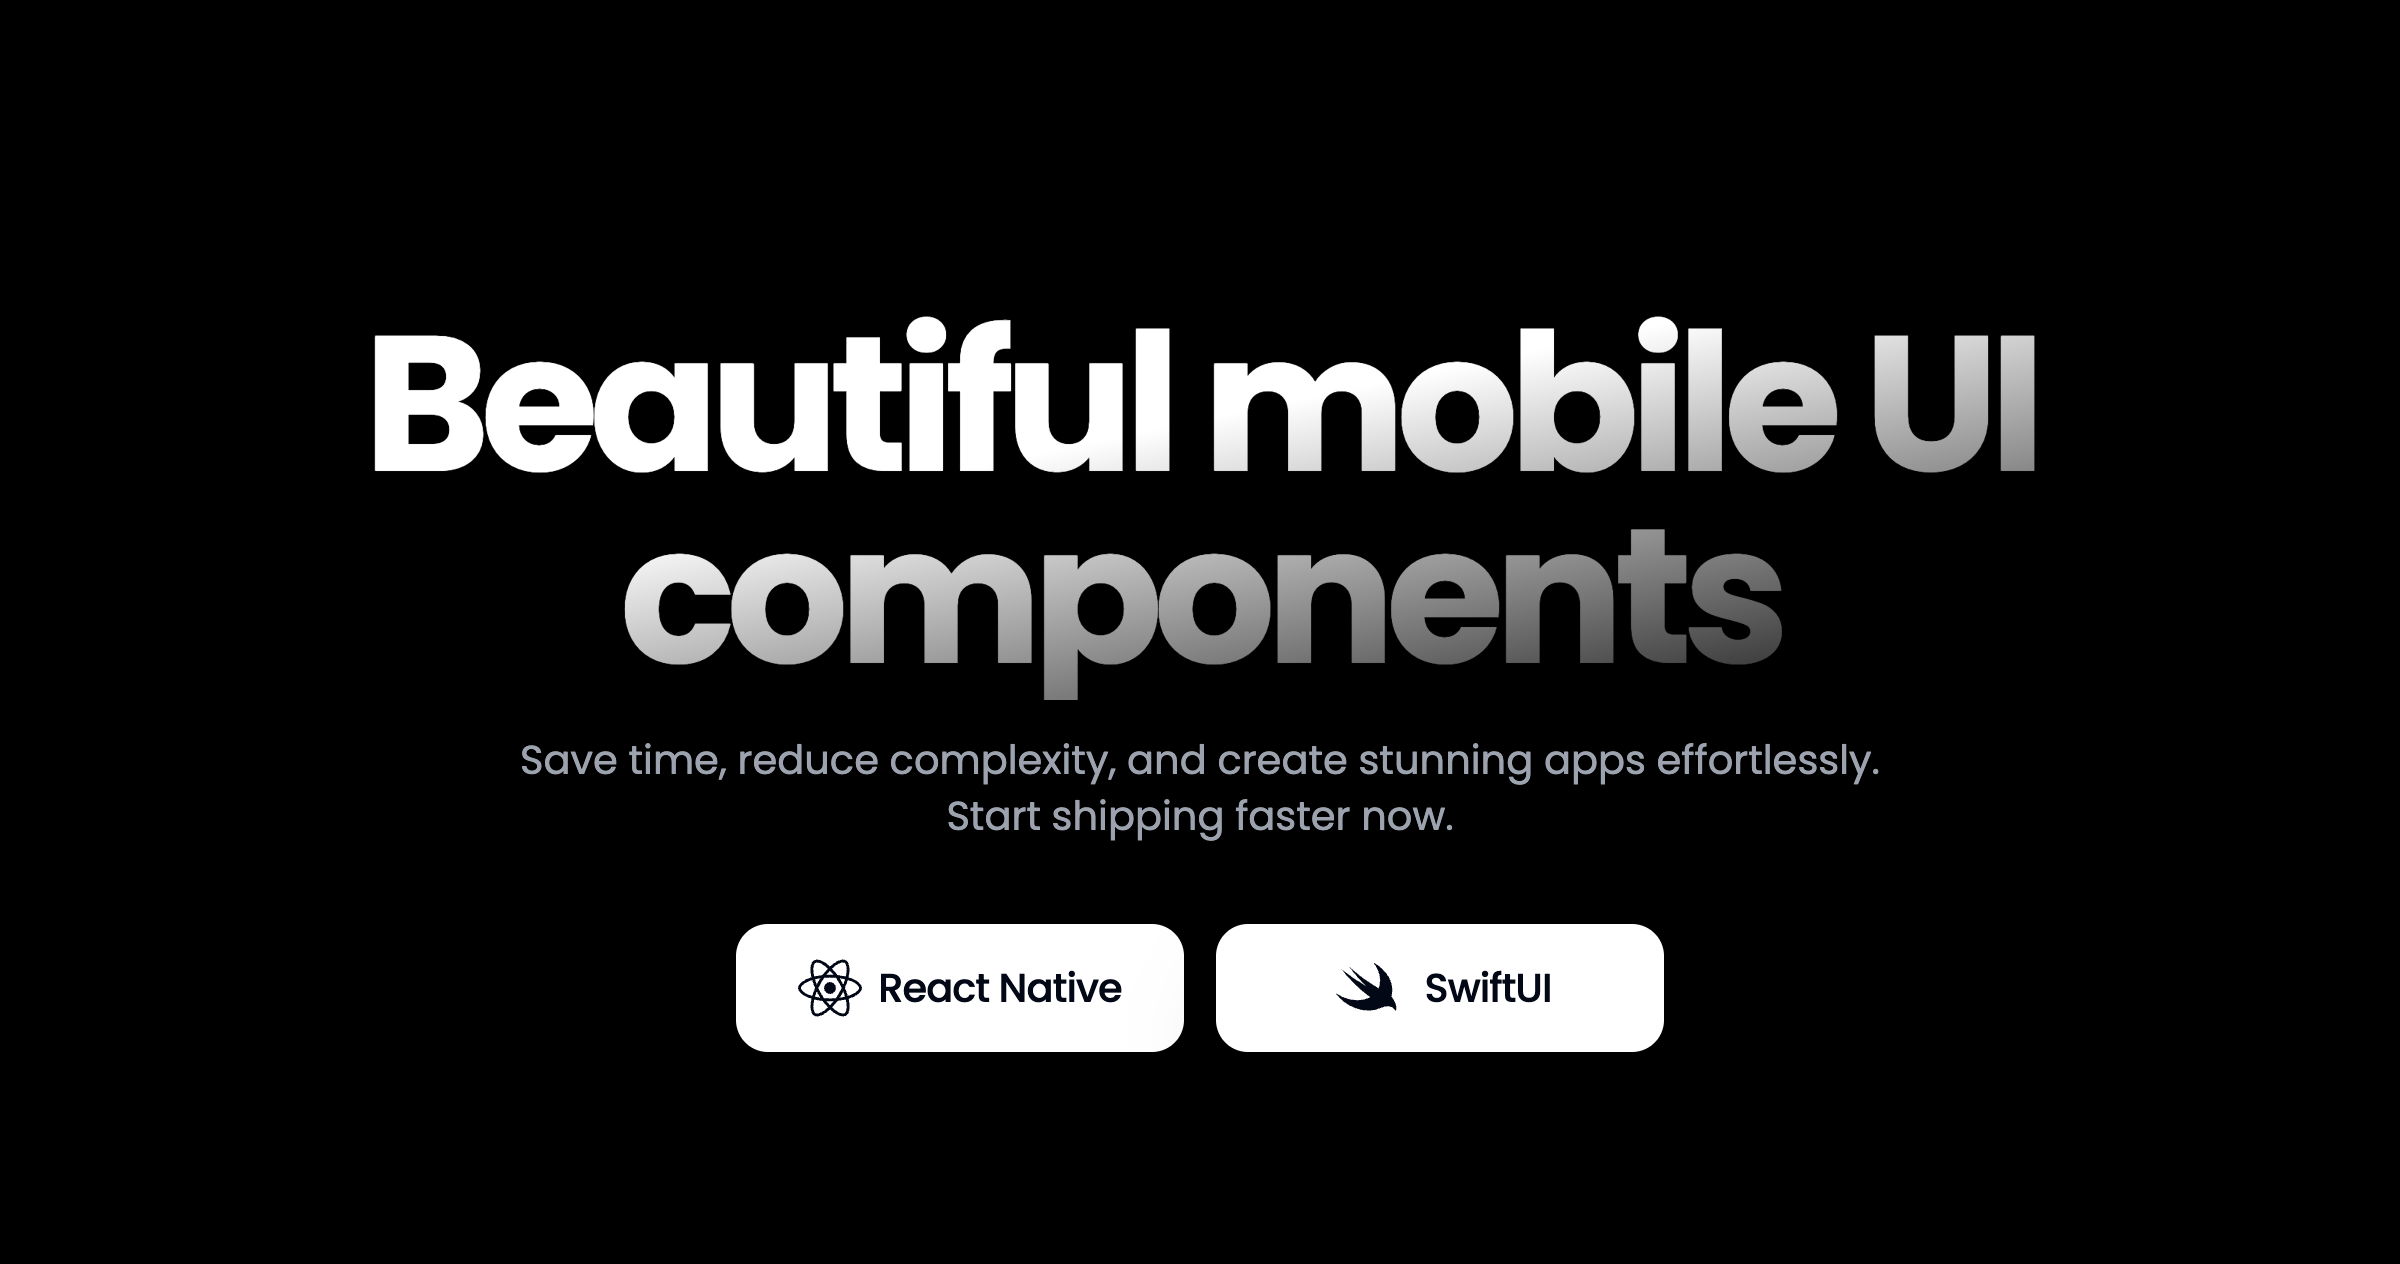 Beautiful mobile UI
components
Save time, reduce complexity, and create stunning apps effortlessly.
Start shipping faster now.
React Native
SwiftUI